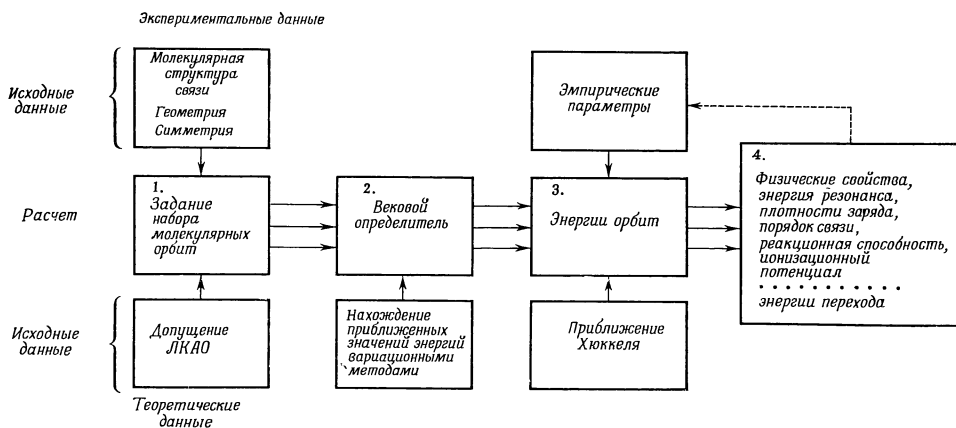 Экспериментальные данные
Исходные
данные
Молекулярная
структура
связи
Геометрия
Симметрия
Эмпирические
параметры
Расчет
1.
Задание
набора
молекулярных
орбит
2.
Вековой
определитель
3.
Энергии орбит
4.
Физические свойства,
энергия резонанса,
плотности заряда,
порядок связи,
реакционная способность,
ионизационный
потенциал
энергии перехода
Исходные
данные
Допущение
ЛКАО
Нахождение
приближенных
значений энергий
вариационными
методами
Приближение
Хюккеля
Теоретические
данные